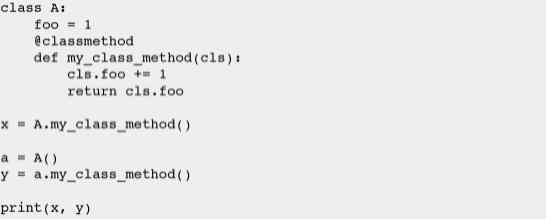 class A:
    foo = 1
    @classmethod
    def my_class_method(cls):
        cls.foo += 1
        return cls.foo

x = A.my_class_method()

a = A()
y = a.my_class_method()

print(x, y)